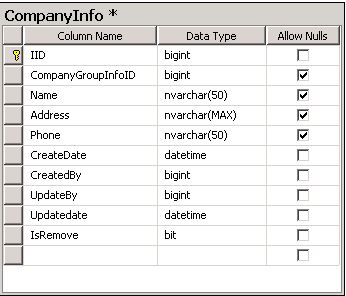 CompanyInfo *
Column Name Data Type Allow Nulls
IID bigint
CompanyGroupInfoID bigint
Name nvarchar(50)
Address nvarchar(MAX)
Phone nvarchar(50)
CreateDate datetime
CreatedBy bigint
UpdateBy bigint
Updatedate datetime
IsRemove bit